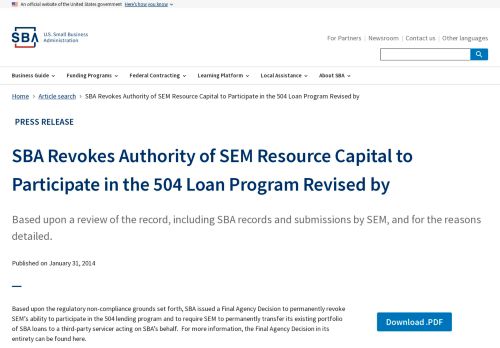 An official website of the United States government Here's how you know
SBA U.S. Small Business
Administration
For Partners Newsroom Contact us Other languages
Business Guide Funding Programs Federal Contracting Learning Platform Local Assistance About SBA
Home Article search SBA Revokes Authority of SEM Resource Capital to Participate in the 504 Loan Program Revised by
PRESS RELEASE
SBA Revokes Authority of SEM Resource Capital to
Participate in the 504 Loan Program Revised by
Based upon a review of the record, including SBA records and submissions by SEM, and for the reasons
detailed.
Published on January 31, 2014
Based upon the regulatory non-compliance grounds set forth, SBA issued a Final Agency Decision to permanently revoke
SEM's ability to participate in the 504 lending program and to require SEM to permanently transfer its existing portfolio
of SBA loans to a third-party servicer acting on SBA's behalf. For more information, the Final Agency Decision in its
entirety can be found here.
Download .PDF